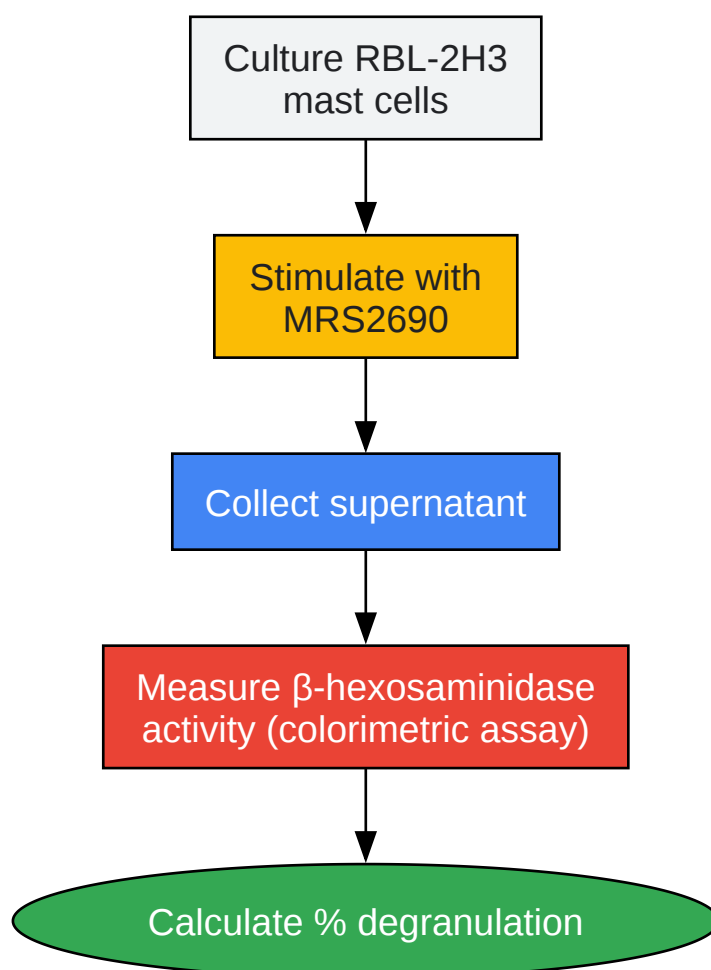 Culture RBL-2H3
mast cells
Stimulate with
MRS2690
Collect supernatant
Measure β-hexosaminidase
activity (colorimetric assay)
Calculate % degranulation